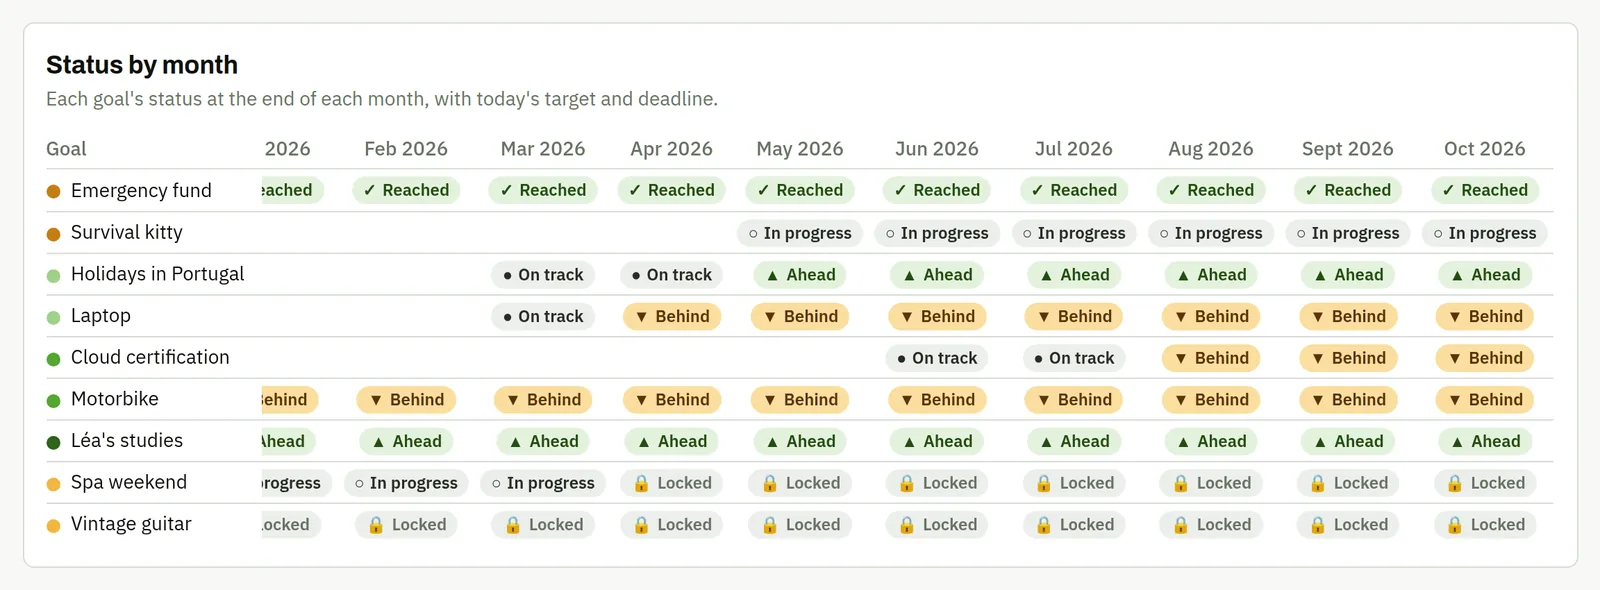 Status by month
Each goal's status at the end of each month, with today's target and deadline.
Goal 2026 Feb 2026 Mar 2026 Apr 2026 May 2026 Jun 2026 Jul 2026 Aug 2026 Sept 2026 Oct 2026
Emergency fund eached ✓ Reached ✓ Reached ✓ Reached ✓ Reached ✓ Reached ✓ Reached ✓ Reached ✓ Reached ✓ Reached
Survival kitty ○ In progress ○ In progress ○ In progress ○ In progress ○ In progress ○ In progress
Holidays in Portugal ● On track ● On track ▲ Ahead ▲ Ahead ▲ Ahead ▲ Ahead ▲ Ahead ▲ Ahead
Laptop ● On track ▼ Behind ▼ Behind ▼ Behind ▼ Behind ▼ Behind ▼ Behind ▼ Behind
Cloud certification ● On track ● On track ▼ Behind ▼ Behind ▼ Behind
Motorbike Behind ▼ Behind ▼ Behind ▼ Behind ▼ Behind ▼ Behind ▼ Behind ▼ Behind ▼ Behind ▼ Behind
Léa's studies Ahead ▲ Ahead ▲ Ahead ▲ Ahead ▲ Ahead ▲ Ahead ▲ Ahead ▲ Ahead ▲ Ahead ▲ Ahead
Spa weekend progress ○ In progress ○ In progress 🔒 Locked 🔒 Locked 🔒 Locked 🔒 Locked 🔒 Locked 🔒 Locked 🔒 Locked
Vintage guitar ocked 🔒 Locked 🔒 Locked 🔒 Locked 🔒 Locked 🔒 Locked 🔒 Locked 🔒 Locked 🔒 Locked 🔒 Locked